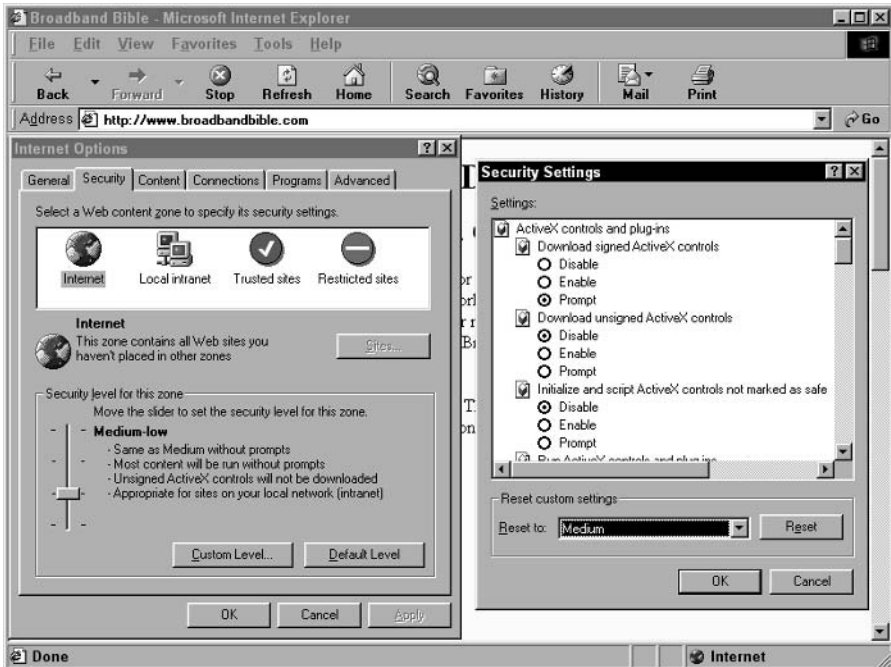 Broadband Bible - Microsoft Internet Explorer
File Edit View Favorites Tools Help
Back Forward Stop Refresh Home Search Favorites History Mail Print
Address http://www.broadbandbible.com Go
Internet Options
General Security Content Connections Programs Advanced
Select a Web content zone to specify its security settings.
Internet Local intranet Trusted sites Restricted sites
Internet
This zone contains all Web sites you
haven't placed in other zones
Sites...
Security level for this zone
Move the slider to set the security level for this zone.
Medium-low
- Same as Medium without prompts
- Most content will be run without prompts
- Unsigned ActiveX controls will not be downloaded
- Appropriate for sites on your local network (intranet)
Custom Level... Default Level
OK Cancel Apply
Security Settings
Settings:
ActiveX controls and plug-ins
Download signed ActiveX controls
Disable
Enable
Prompt
Download unsigned ActiveX controls
Disable
Enable
Prompt
Initialize and script ActiveX controls not marked as safe
Disable
Enable
Prompt
Run ActiveX controls and plug-ins
Reset custom settings
Reset to: Medium Reset
OK Cancel
Done Internet